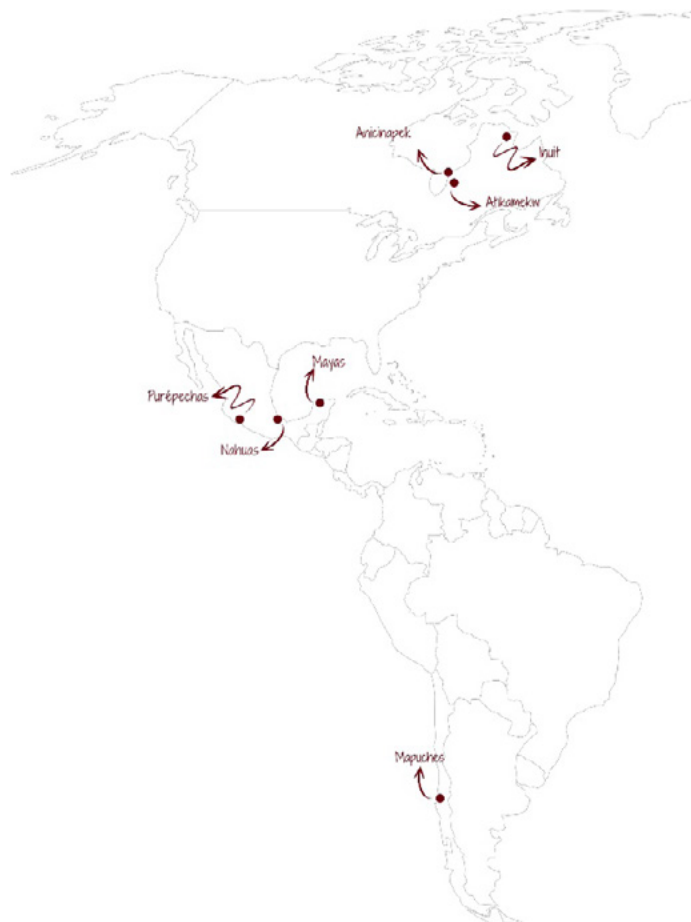 Anicinapek
Inuit
Atikamekw
Mayas
Purépechas
Nahuas
Mapuches